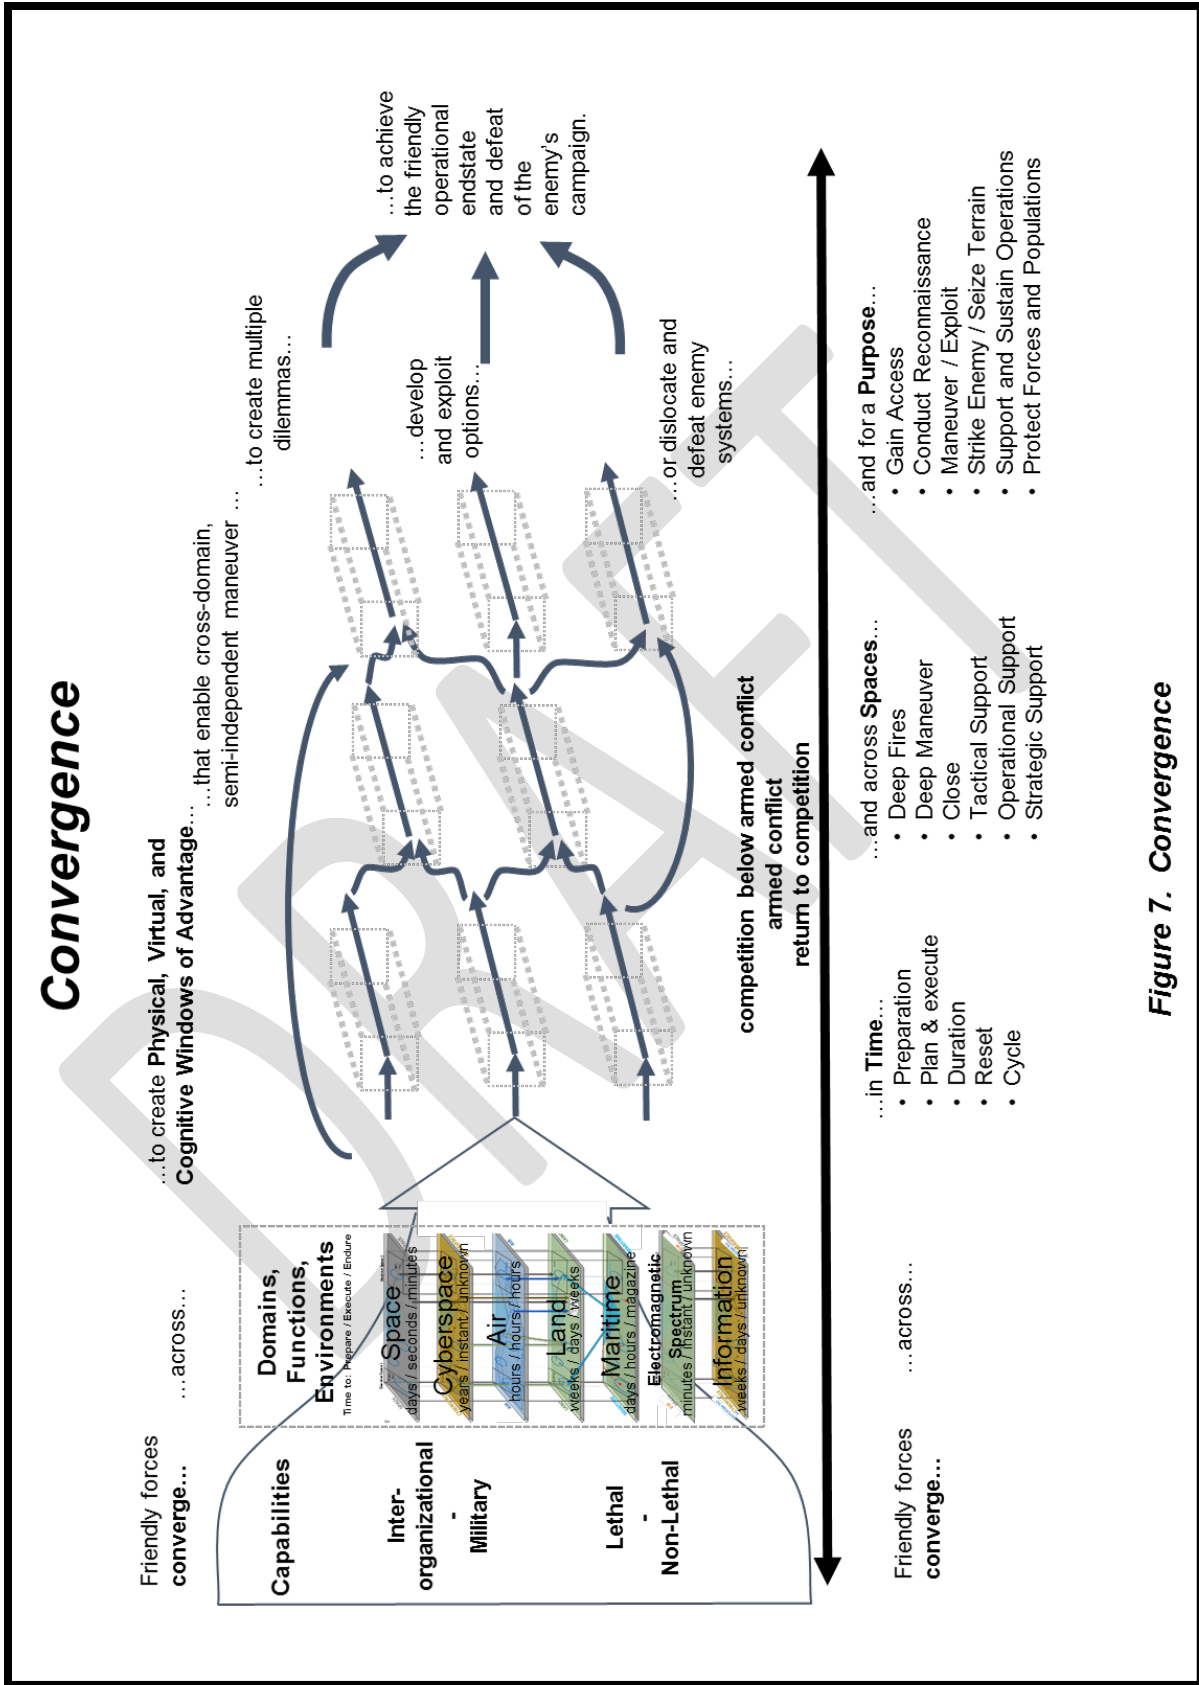 Convergence
Friendly forces
converge…
…across…
…to create Physical, Virtual, and
Cognitive Windows of Advantage…
…that enable cross-domain,
semi-independent maneuver …
…to create multiple
dilemmas…
…develop
and exploit
options…
…or dislocate and
defeat enemy
systems…
…to achieve
the friendly
operational
endstate
and defeat
of the
enemy's
campaign.
Capabilities
Inter-
organizational
-
Military
Lethal
-
Non-Lethal
Domains,
Functions,
Environments
Time to: Prepare / Execute / Endure
Space
days / seconds / minutes
Cyberspace
years / instant / unknown
Air
hours / hours / hours
Land
weeks / days / weeks
Maritime
days / hours / magazine
Electromagnetic
Spectrum
minutes / instant / unknown
Information
weeks / days / unknown
competition below armed conflict
armed conflict
return to competition
Friendly forces
converge…
…across…
…in Time…
• Preparation
• Plan & execute
• Duration
• Reset
• Cycle
…and across Spaces…
• Deep Fires
• Deep Maneuver
• Close
• Tactical Support
• Operational Support
• Strategic Support
…and for a Purpose…
• Gain Access
• Conduct Reconnaissance
• Maneuver / Exploit
• Strike Enemy / Seize Terrain
• Support and Sustain Operations
• Protect Forces and Populations
DRAFT
Figure 7. Convergence